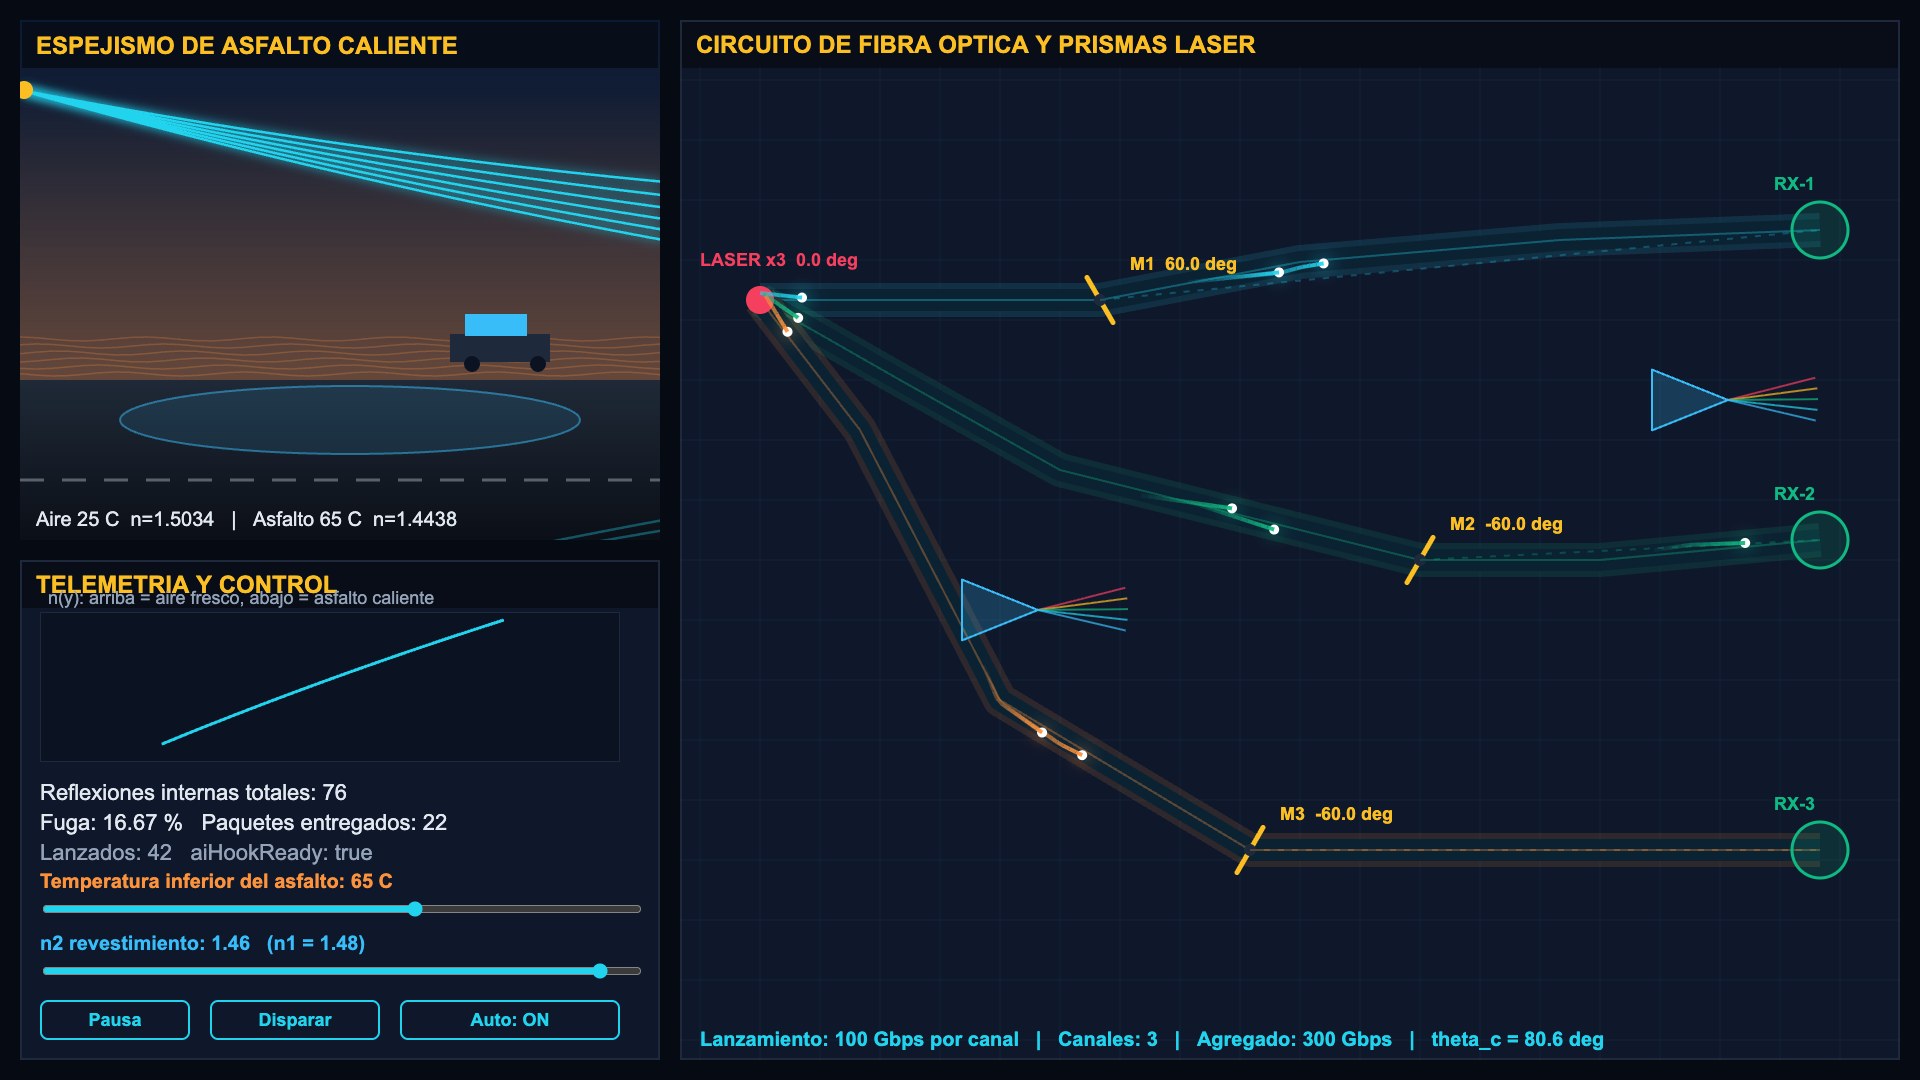 ESPEJISMO DE ASFALTO CALIENTE
Aire 25 C  n=1.5034   |   Asfalto 65 C  n=1.4438
TELEMETRIA Y CONTROL
n(y): arriba = aire fresco, abajo = asfalto caliente
Reflexiones internas totales: 76
Fuga: 16.67 %   Paquetes entregados: 22
Lanzados: 42   aiHookReady: true
Temperatura inferior del asfalto: 65 C
n2 revestimiento: 1.46   (n1 = 1.48)
Pausa
Disparar
Auto: ON
CIRCUITO DE FIBRA OPTICA Y PRISMAS LASER
RX-1
LASER x3  0.0 deg
M1  60.0 deg
RX-2
M2  -60.0 deg
RX-3
M3  -60.0 deg
Lanzamiento: 100 Gbps por canal   |   Canales: 3   |   Agregado: 300 Gbps   |   theta_c = 80.6 deg